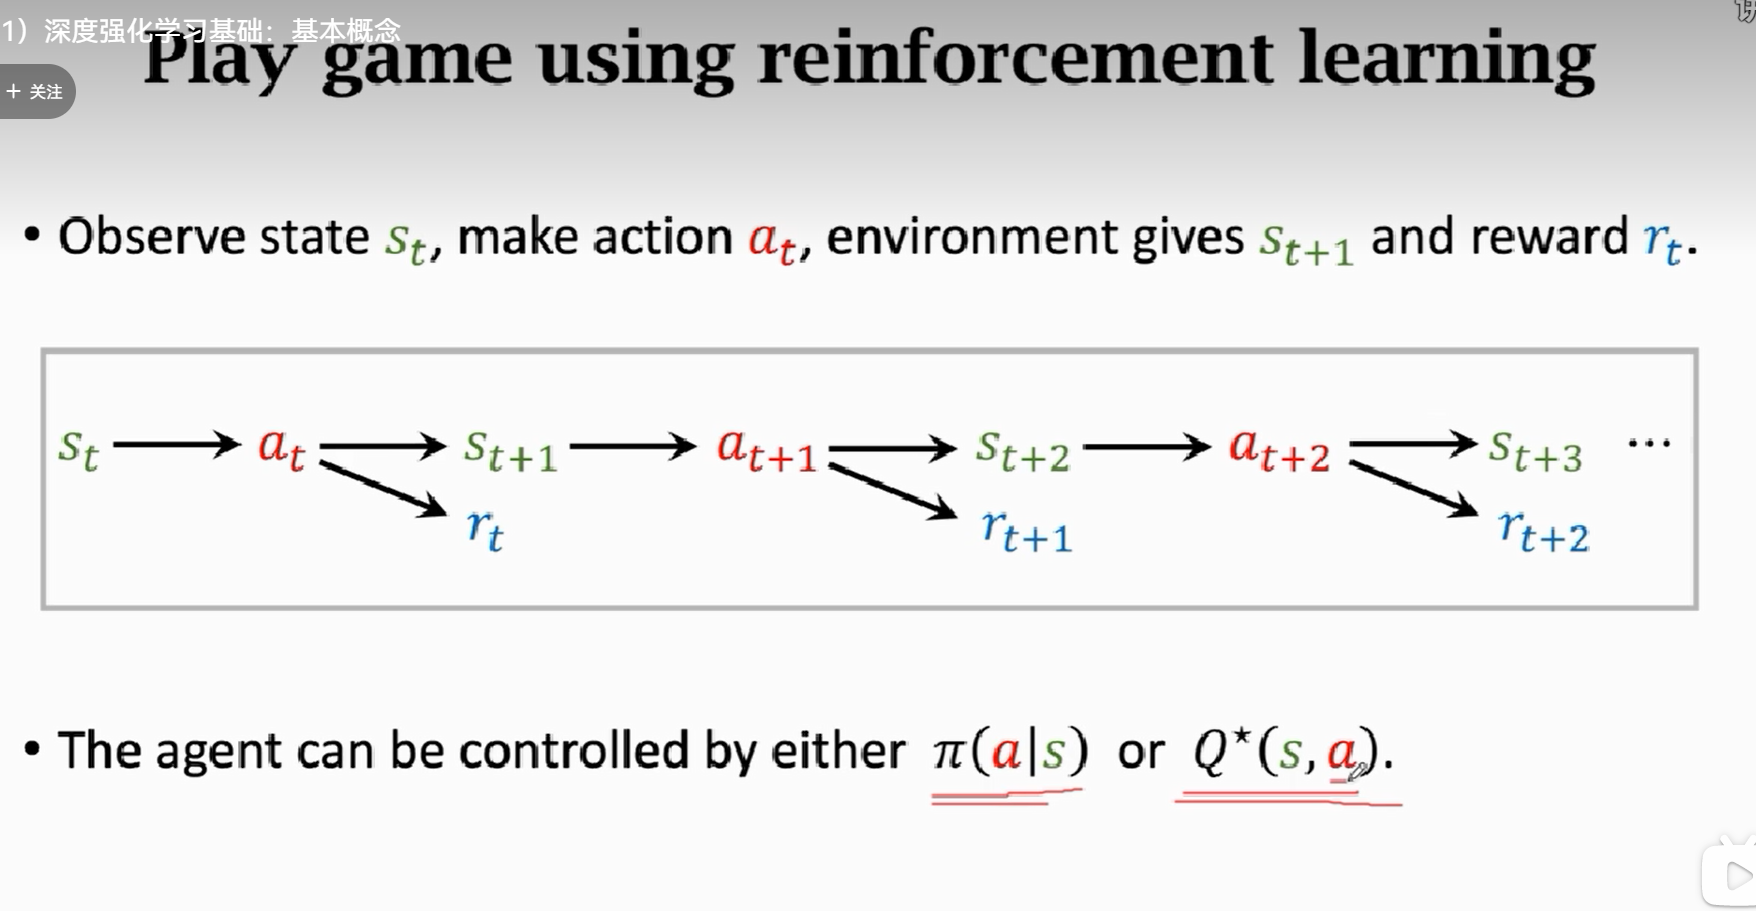 1）深度强化学习基础：基本概念
Play game using reinforcement learning
+ 关注
• Observe state s_t, make action a_t, environment gives s_{t+1} and reward r_t.
s_t → a_t → s_{t+1} → a_{t+1} → s_{t+2} → a_{t+2} → s_{t+3} ...
r_t r_{t+1} r_{t+2}
• The agent can be controlled by either π(a|s) or Q*(s, a).